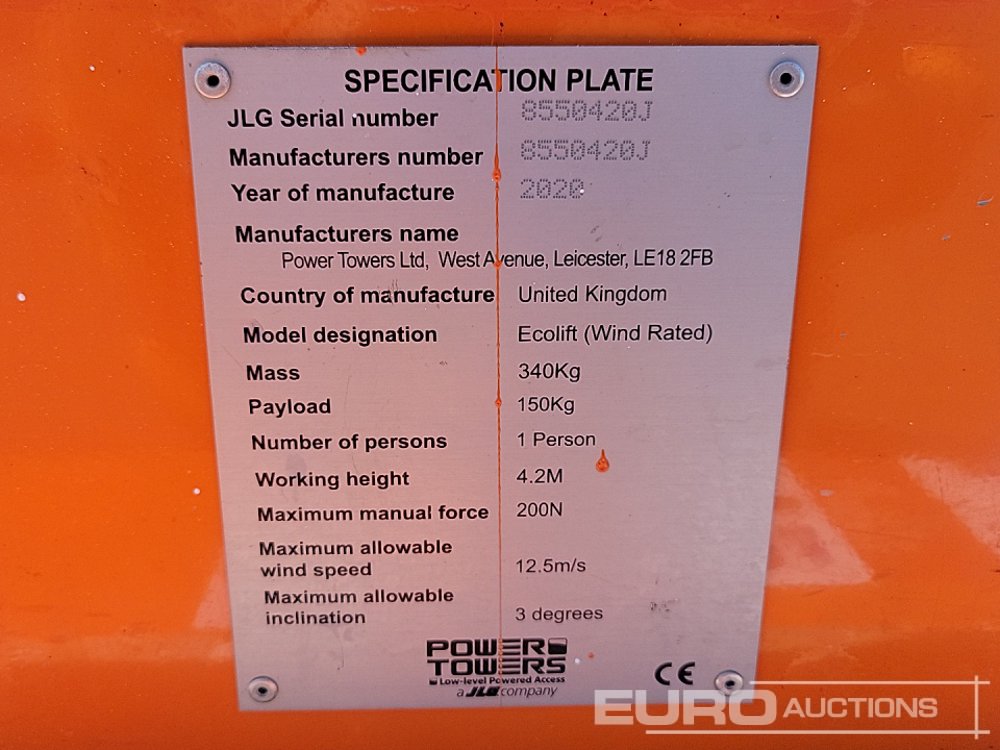 SPECIFICATION PLATE
JLG Serial number 8550420J
Manufacturers number 8550420J
Year of manufacture 2020
Manufacturers name
Power Towers Ltd, West Avenue, Leicester, LE18 2FB
Country of manufacture United Kingdom
Model designation Ecolift (Wind Rated)
Mass 340Kg
Payload 150Kg
Number of persons 1 Person
Working height 4.2M
Maximum manual force 200N
Maximum allowable
wind speed 12.5m/s
Maximum allowable
inclination 3 degrees
POWER
TOWERS
Low-level Powered Access
a JLG company
CE
EURO AUCTIONS